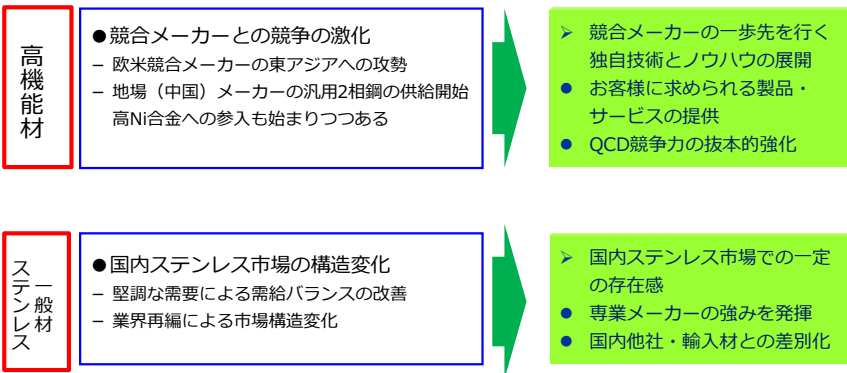 高機能材
●競合メーカーとの競争の激化
− 欧米競合メーカーの東アジアへの攻勢
− 地場（中国）メーカーの汎用2相鋼の供給開始
高Ni合金への参入も始まりつつある
➢ 競合メーカーの一歩先を行く
独自技術とノウハウの展開
● お客様に求められる製品・
サービスの提供
● QCD競争力の抜本的強化
ステンレス
一般材
●国内ステンレス市場の構造変化
− 堅調な需要による需給バランスの改善
− 業界再編による市場構造変化
➢ 国内ステンレス市場での一定
の存在感
● 専業メーカーの強みを発揮
● 国内他社・輸入材との差別化